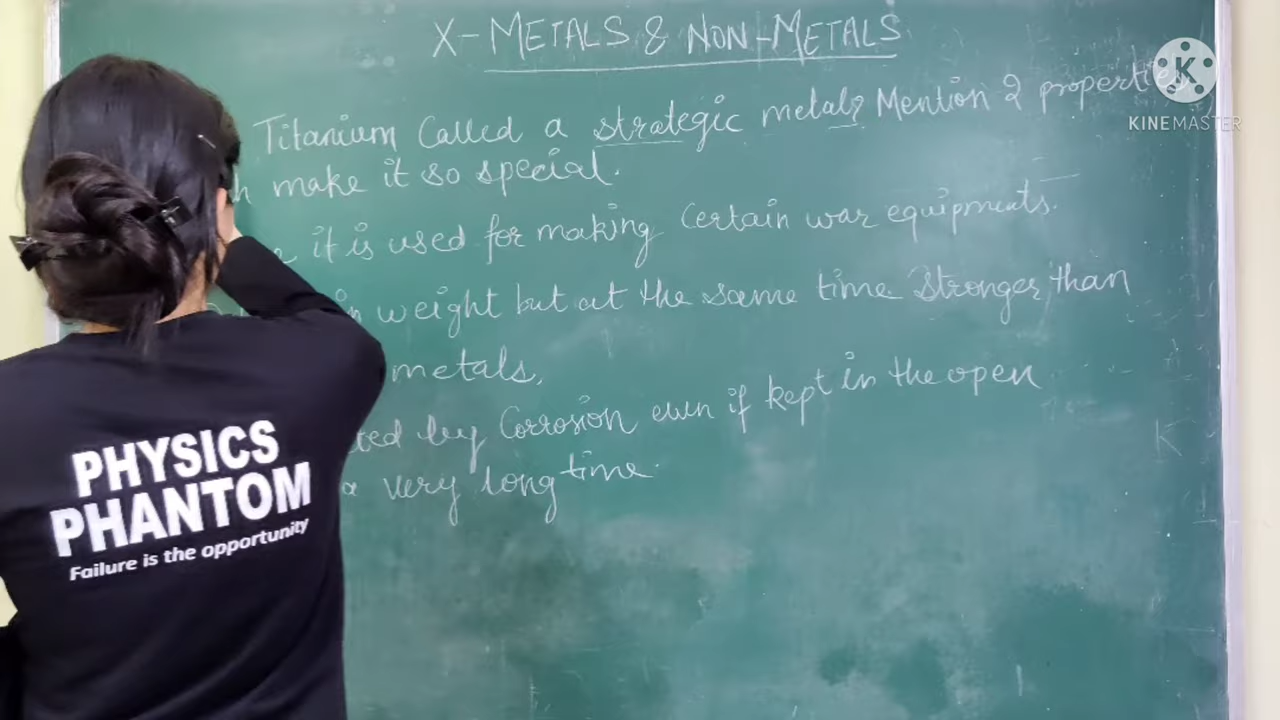 X- METALS & NON-METALS
Titanium Called a strategic metal? Mention 2 properties
h make it so special.
e it is used for making Certain war equipments.
in weight but at the same time Stronger than
metals,
ted by Corrosion even if kept in the open
a very long time.
PHYSICS
PHANTOM
Failure is the opportunity
K
KINEMASTER